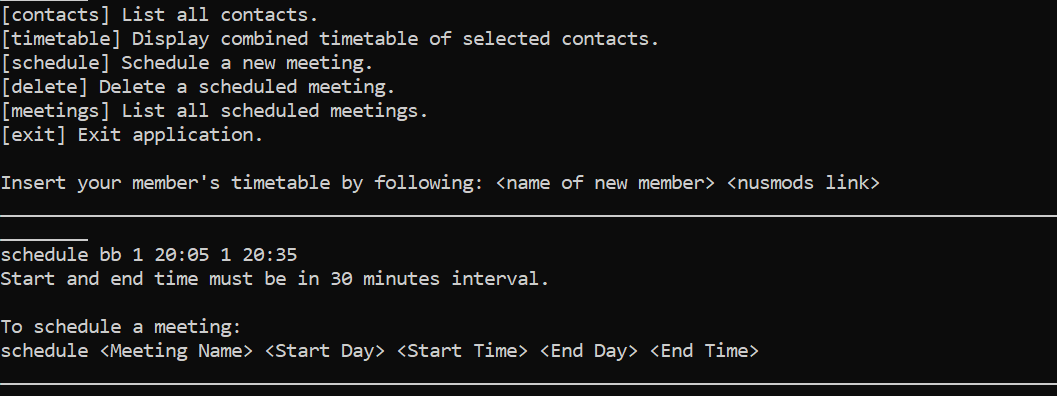 [contacts] List all contacts.
[timetable] Display combined timetable of selected contacts.
[schedule] Schedule a new meeting.
[delete] Delete a scheduled meeting.
[meetings] List all scheduled meetings.
[exit] Exit application.
Insert your member's timetable by following: <name of new member> <nusmods link>
schedule bb 1 20:05 1 20:35
Start and end time must be in 30 minutes interval.
To schedule a meeting:
schedule <Meeting Name> <Start Day> <Start Time> <End Day> <End Time>